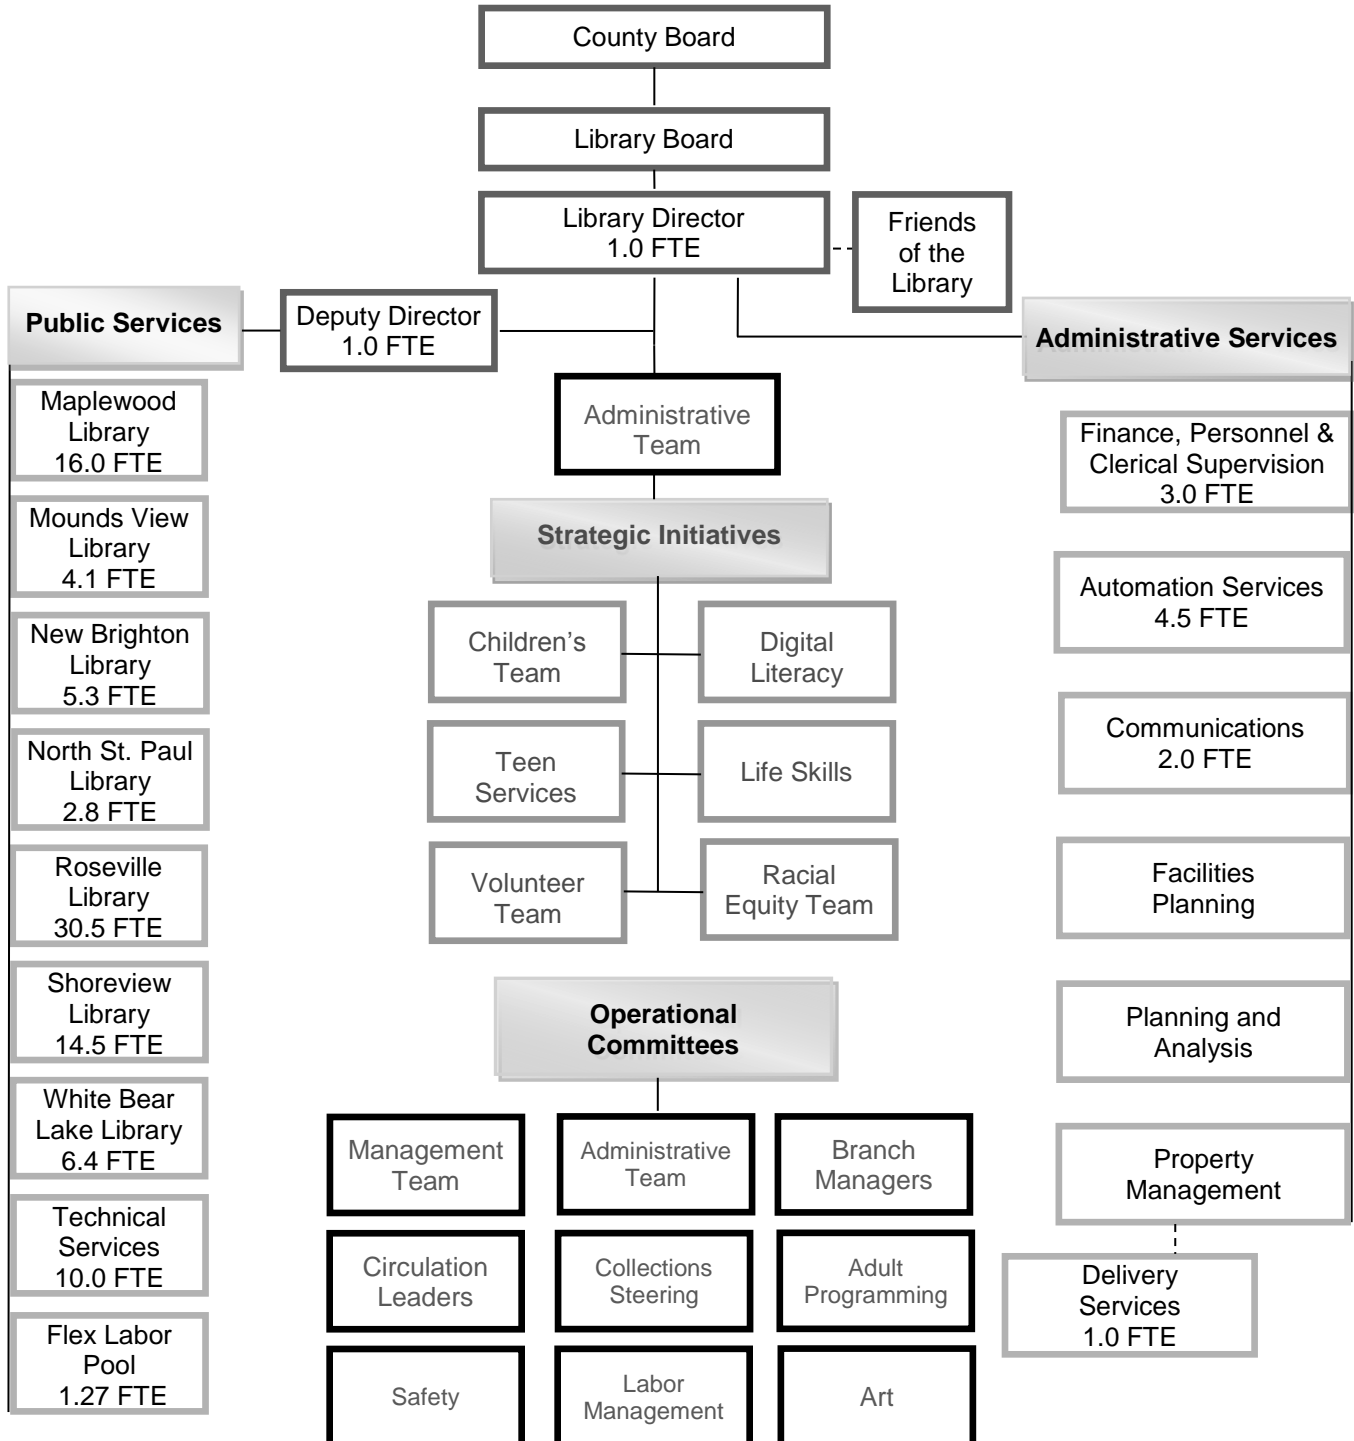 County Board
Library Board
Library Director
1.0 FTE
Friends
of the
Library
Public Services
Deputy Director
1.0 FTE
Administrative Services
Maplewood
Library
16.0 FTE
Mounds View
Library
4.1 FTE
New Brighton
Library
5.3 FTE
North St. Paul
Library
2.8 FTE
Roseville
Library
30.5 FTE
Shoreview
Library
14.5 FTE
White Bear
Lake Library
6.4 FTE
Technical
Services
10.0 FTE
Flex Labor
Pool
1.27 FTE
Administrative
Team
Strategic Initiatives
Children's
Team
Digital
Literacy
Teen
Services
Life Skills
Volunteer
Team
Racial
Equity Team
Operational
Committees
Management
Team
Administrative
Team
Branch
Managers
Circulation
Leaders
Collections
Steering
Adult
Programming
Safety
Labor
Management
Art
Finance, Personnel &
Clerical Supervision
3.0 FTE
Automation Services
4.5 FTE
Communications
2.0 FTE
Facilities
Planning
Planning and
Analysis
Property
Management
Delivery
Services
1.0 FTE